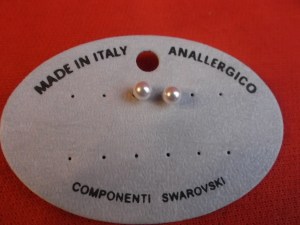 MADE IN ITALY ANALLERGICO
COMPONENTI SWAROVSKI